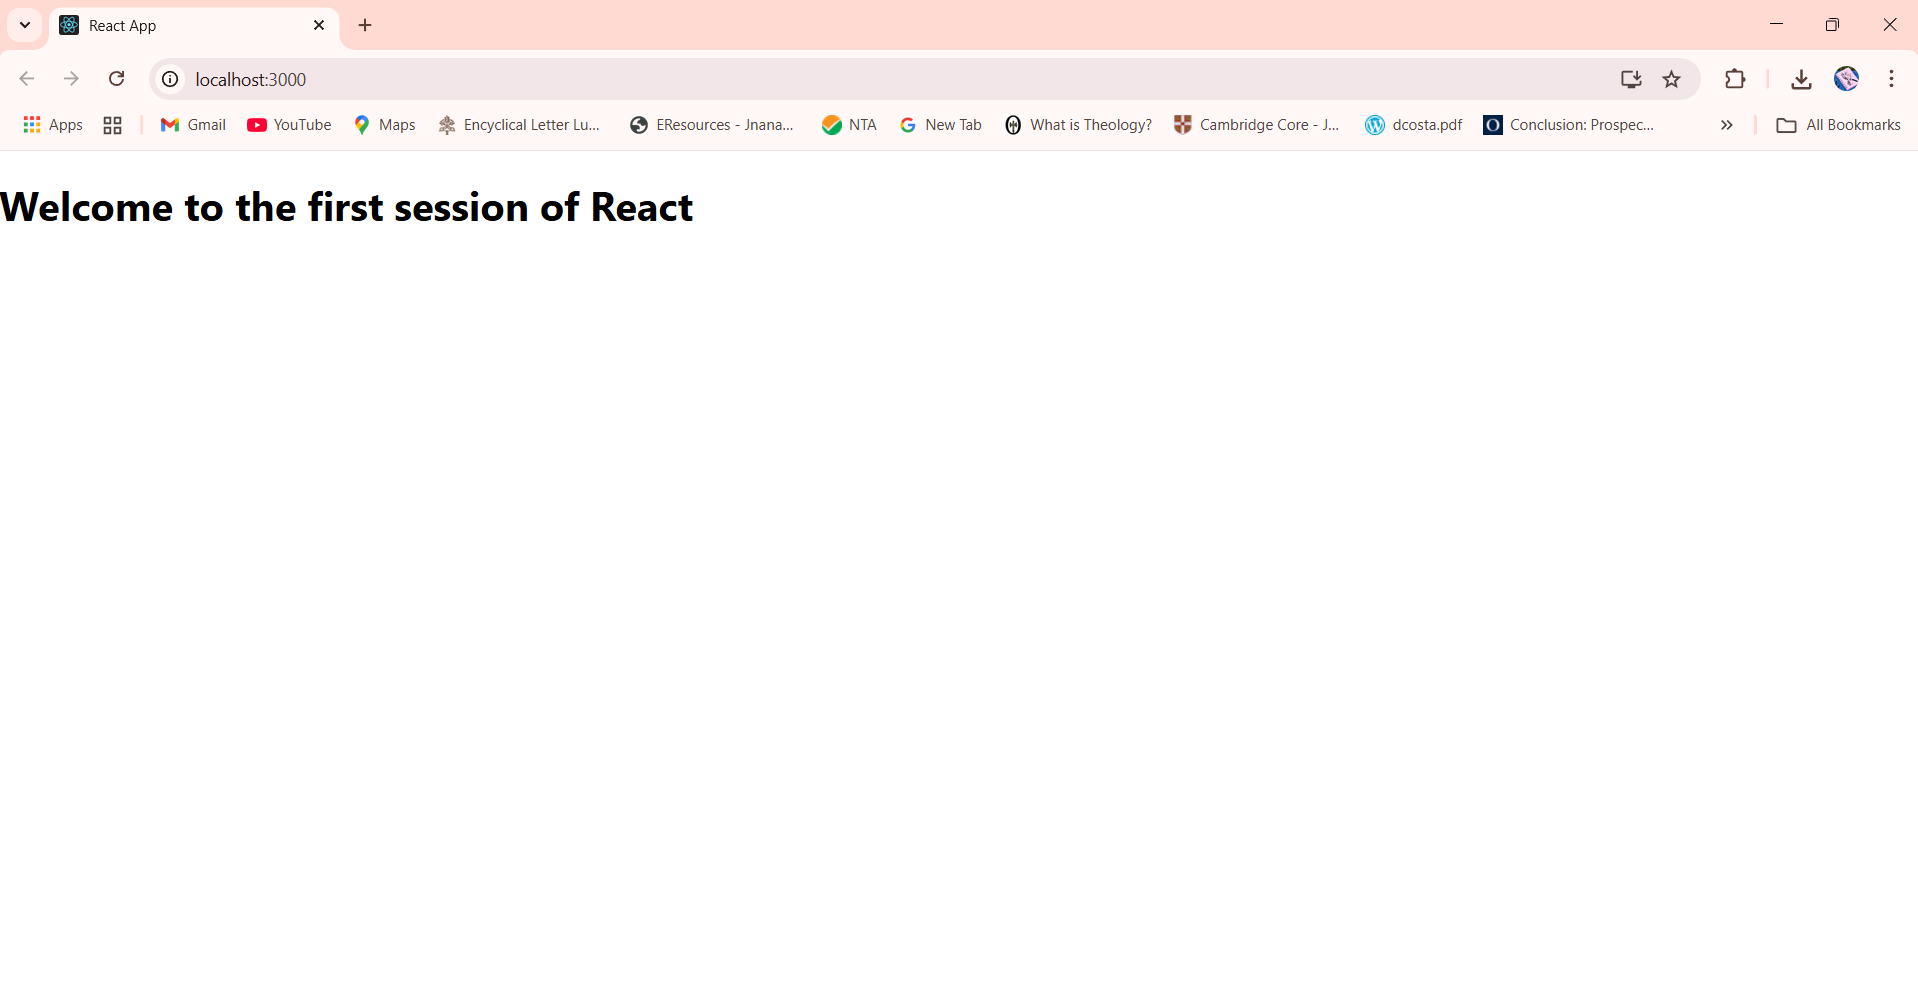 React App
localhost:3000
Apps Gmail YouTube Maps Encyclical Letter Lu... EResources - Jnana... NTA New Tab What is Theology? Cambridge Core - J... dcosta.pdf Conclusion: Prospec... » All Bookmarks
Welcome to the first session of React